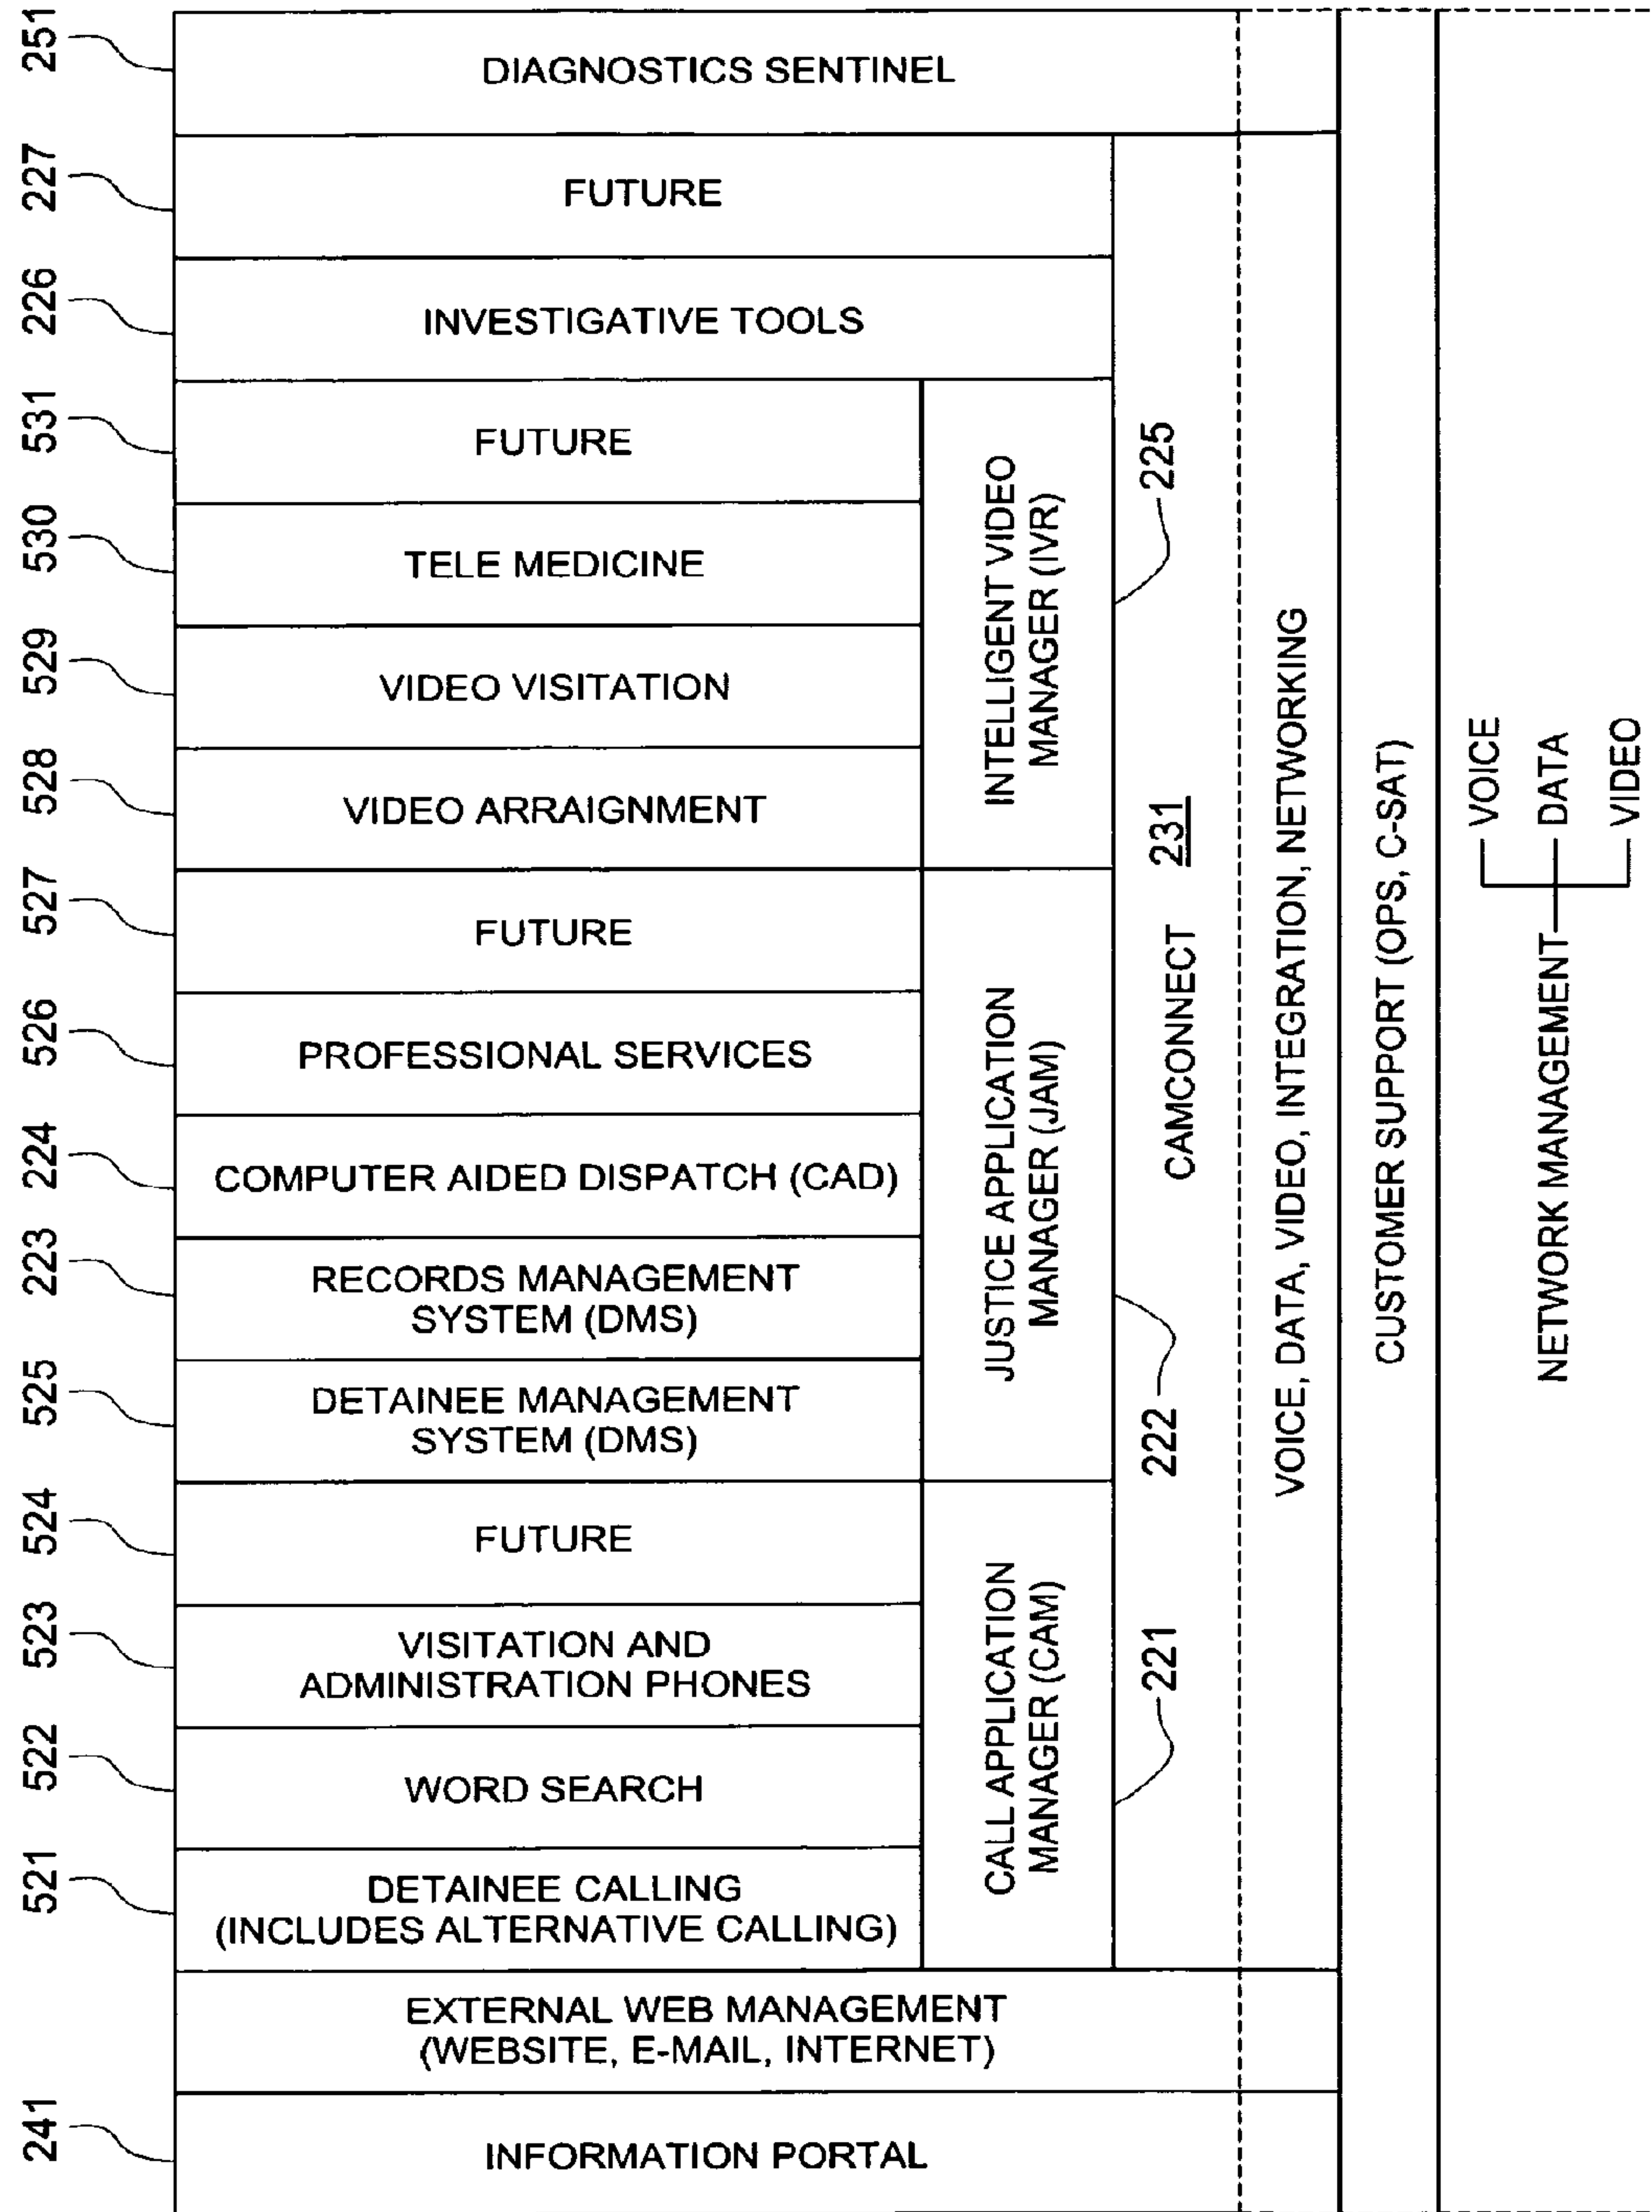 251
DIAGNOSTICS SENTINEL
227
FUTURE
226
INVESTIGATIVE TOOLS
531
FUTURE
530
TELE MEDICINE
529
VIDEO VISITATION
528
VIDEO ARRAIGNMENT
INTELLIGENT VIDEO
MANAGER (IVR)
225
527
FUTURE
526
PROFESSIONAL SERVICES
224
COMPUTER AIDED DISPATCH (CAD)
223
RECORDS MANAGEMENT
SYSTEM (DMS)
525
DETAINEE MANAGEMENT
SYSTEM (DMS)
JUSTICE APPLICATION
MANAGER (JAM)
222
524
FUTURE
523
VISITATION AND
ADMINISTRATION PHONES
522
WORD SEARCH
521
DETAINEE CALLING
(INCLUDES ALTERNATIVE CALLING)
CALL APPLICATION
MANAGER (CAM)
221
EXTERNAL WEB MANAGEMENT
(WEBSITE, E-MAIL, INTERNET)
241
INFORMATION PORTAL
CAMCONNECT 231
VOICE, DATA, VIDEO, INTEGRATION, NETWORKING
CUSTOMER SUPPORT (OPS, C-SAT)
NETWORK MANAGEMENT
VOICE
DATA
VIDEO